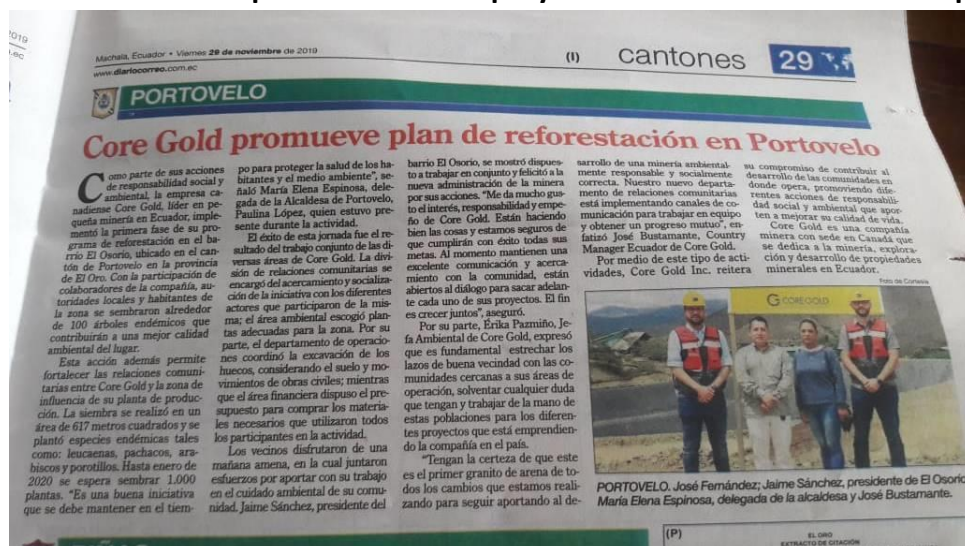 Machala, Ecuador • Viernes 29 de noviembre de 2019
(I)
cantones
29
www.diariocorreo.com.ec
PORTOVELO
Core Gold promueve plan de reforestación en Portovelo
Como parte de sus acciones
de responsabilidad social y
ambiental, la empresa ca-
nadiense Core Gold, líder en pe-
queña minería en Ecuador, imple-
mentó la primera fase de su pro-
grama de reforestación en el ba-
rrio El Osorio, ubicado en el can-
tón de Portovelo en la provincia
de El Oro. Con la participación de
colaboradores de la compañía, au-
toridades locales y habitantes de
la zona se sembraron alrededor
de 100 árboles endémicos que
contribuirán a una mejor calidad
ambiental del lugar.
Esta acción además permite
fortalecer las relaciones comuni-
tarias entre Core Gold y la zona de
influencia de su planta de produc-
ción. La siembra se realizó en un
área de 617 metros cuadrados y se
plantó especies endémicas tales
como: leucaenas, pachacos, ara-
biscos y porotillos. Hasta enero de
2020 se espera sembrar 1.000
plantas. "Es una buena iniciativa
que se debe mantener en el tiem-
po para proteger la salud de los ha-
bitantes y el medio ambiente", se-
ñaló María Elena Espinosa, dele-
gada de la Alcaldesa de Portovelo,
Paulina López, quien estuvo pre-
sente durante la actividad.
El éxito de esta jornada fue el re-
sultado del trabajo conjunto de las di-
versas áreas de Core Gold. La divi-
sión de relaciones comunitarias se
encargó del acercamiento y socializa-
ción de la iniciativa con los diferentes
actores que participaron de la mis-
ma; el área ambiental escogió plan-
tas adecuadas para la zona. Por su
parte, el departamento de operacio-
nes coordinó la excavación de los
huecos, considerando el suelo y mo-
vimientos de obras civiles; mientras
que el área financiera dispuso el pre-
supuesto para comprar los materia-
les necesarios que utilizaron todos
los participantes en la actividad.
Los vecinos disfrutaron de una
mañana amena, en la cual juntaron
esfuerzos por aportar con su trabajo
en el cuidado ambiental de su comu-
nidad. Jaime Sánchez, presidente del
barrio El Osorio, se mostró dispues-
to a trabajar en conjunto y felicitó a la
nueva administración de la minera
por sus acciones. "Me da mucho gus-
to el interés, responsabilidad y empe-
ño de Core Gold. Están haciendo
bien las cosas y estamos seguros de
que cumplirán con éxito todas sus
metas. Al momento mantienen una
excelente comunicación y acerca-
miento con la comunidad, están
abiertos al diálogo para sacar adelan-
te cada uno de sus proyectos. El fin
es crecer juntos", aseguró.
Por su parte, Érika Pazmiño, Je-
fa Ambiental de Core Gold, expresó
que es fundamental estrechar los
lazos de buena vecindad con las co-
munidades cercanas a sus áreas de
operación, solventar cualquier duda
que tengan y trabajar de la mano de
estas poblaciones para los diferen-
tes proyectos que está emprendien-
do la compañía en el país.
"Tengan la certeza de que este
es el primer granito de arena de to-
dos los cambios que estamos reali-
zando para seguir aportando al de-
sarrollo de una minería ambiental-
mente responsable y socialmente
correcta. Nuestro nuevo departa-
mento de relaciones comunitarias
está implementando canales de co-
municación para trabajar en equipo
y obtener un progreso mutuo", en-
fatizó José Bustamante, Country
Manager Ecuador de Core Gold.
Por medio de este tipo de acti-
vidades, Core Gold Inc. reitera
su compromiso de contribuir al
desarrollo de las comunidades en
donde opera, promoviendo dife-
rentes acciones de responsabili-
dad social y ambiental que apor-
ten a mejorar su calidad de vida.
Core Gold es una compañía
minera con sede en Canadá que
se dedica a la minería, explora-
ción y desarrollo de propiedades
minerales en Ecuador.
Foto de Cortesía
COREGOLD
PORTOVELO. José Fernández; Jaime Sánchez, presidente de El Osorio
María Elena Espinosa, delegada de la alcaldesa y José Bustamante.
(P)
EL ORO
EXTRACTO DE CITACIÓN